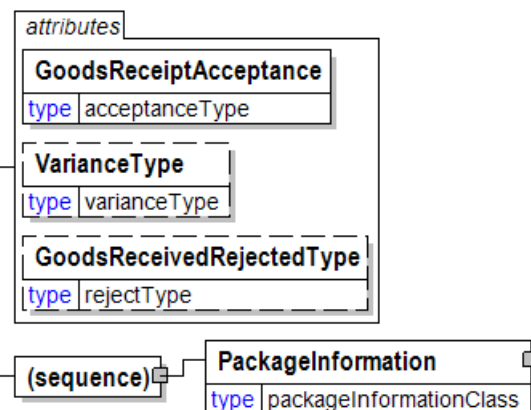 attributes
GoodsReceiptAcceptance
type acceptanceType
VarianceType
type varianceType
GoodsReceivedRejectedType
type rejectType
(sequence)
PackageInformation
type packageInformationClass